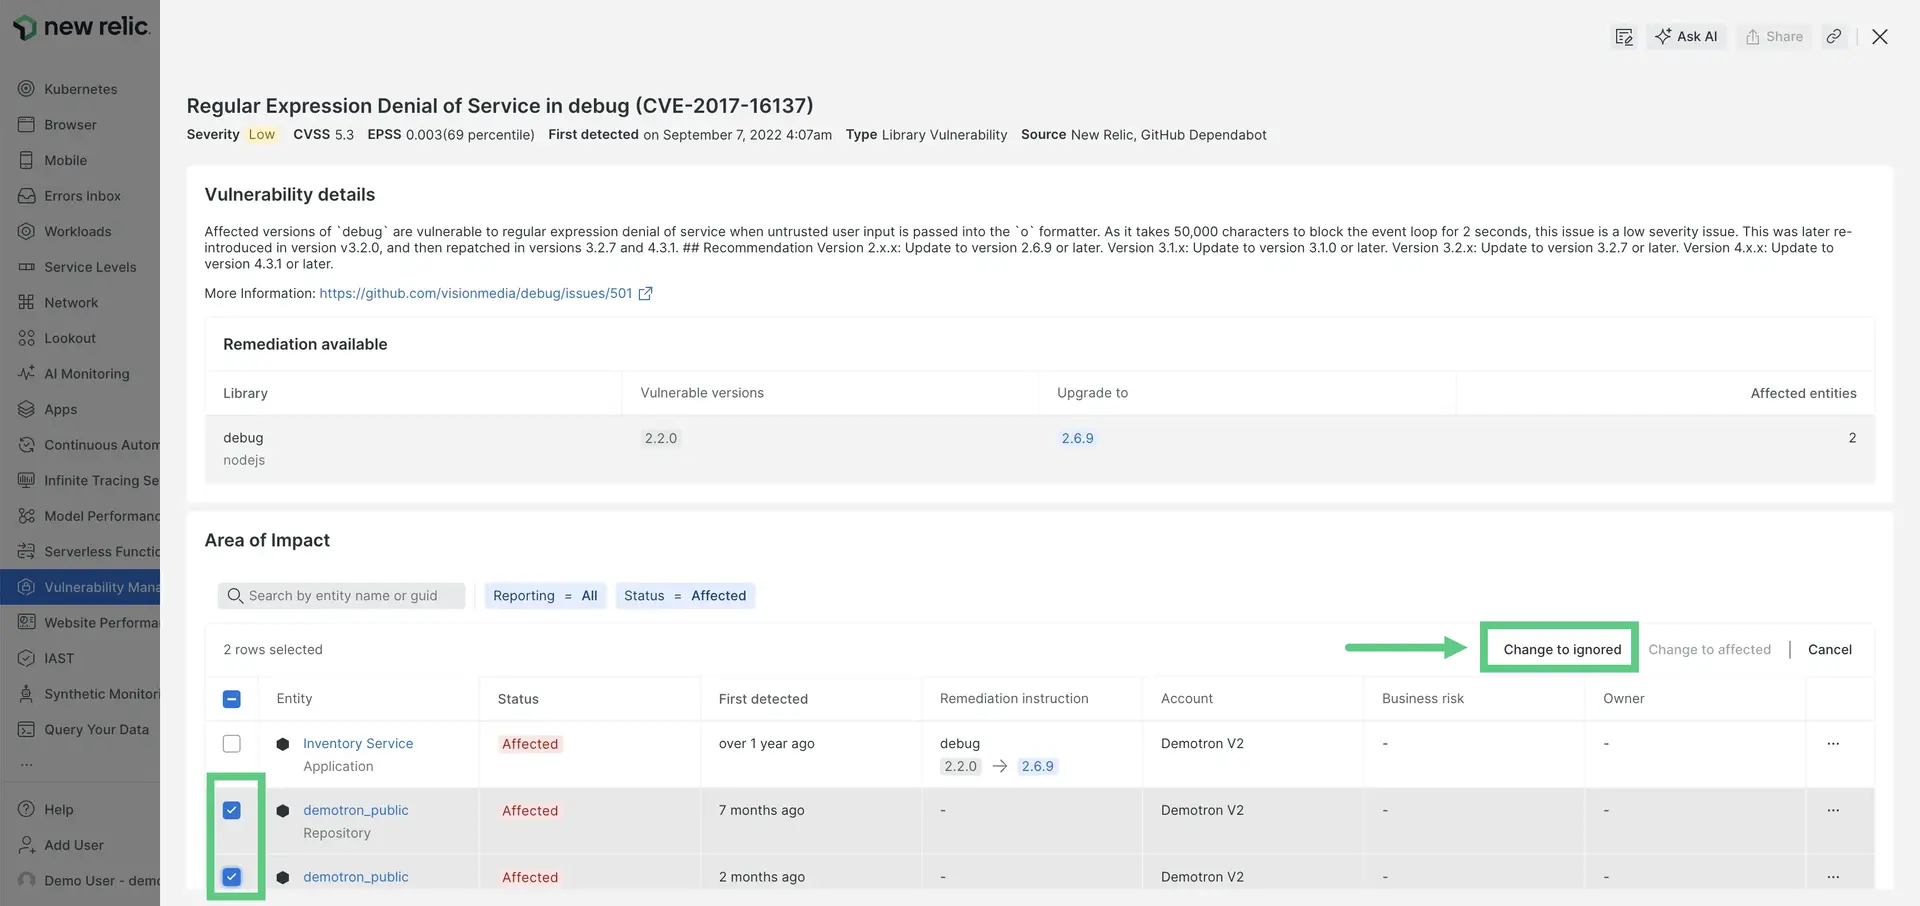 new relic.
Kubernetes
Browser
Mobile
Errors Inbox
Workloads
Service Levels
Network
Lookout
AI Monitoring
Apps
Continuous Autom
Infinite Tracing Se
Model Performanc
Serverless Functio
Vulnerability Mana
Website Performa
IAST
Synthetic Monitori
Query Your Data
...
Help
Add User
Demo User - demo
Ask AI
Share
Regular Expression Denial of Service in debug (CVE-2017-16137)
Severity Low CVSS 5.3 EPSS 0.003(69 percentile) First detected on September 7, 2022 4:07am Type Library Vulnerability Source New Relic, GitHub Dependabot
Vulnerability details
Affected versions of `debug` are vulnerable to regular expression denial of service when untrusted user input is passed into the `o` formatter. As it takes 50,000 characters to block the event loop for 2 seconds, this issue is a low severity issue. This was later re-
introduced in version v3.2.0, and then repatched in versions 3.2.7 and 4.3.1. ## Recommendation Version 2.x.x: Update to version 2.6.9 or later. Version 3.1.x: Update to version 3.1.0 or later. Version 3.2.x: Update to version 3.2.7 or later. Version 4.x.x: Update to
version 4.3.1 or later.
More Information: https://github.com/visionmedia/debug/issues/501
Remediation available
Library Vulnerable versions Upgrade to Affected entities
debug 2.2.0 2.6.9 2
nodejs
Area of Impact
Search by entity name or guid Reporting = All Status = Affected
2 rows selected Change to ignored Change to affected | Cancel
Entity Status First detected Remediation instruction Account Business risk Owner
Inventory Service Affected over 1 year ago debug Demotron V2 - - ...
Application 2.2.0 → 2.6.9
demotron_public Affected 7 months ago - Demotron V2 - - ...
Repository
demotron_public Affected 2 months ago - Demotron V2 - - ...